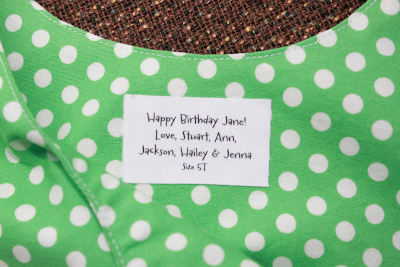 Happy Birthday Jane!
Love, Stuart, Ann,
Jackson, Hailey & Jenna
Size 5T